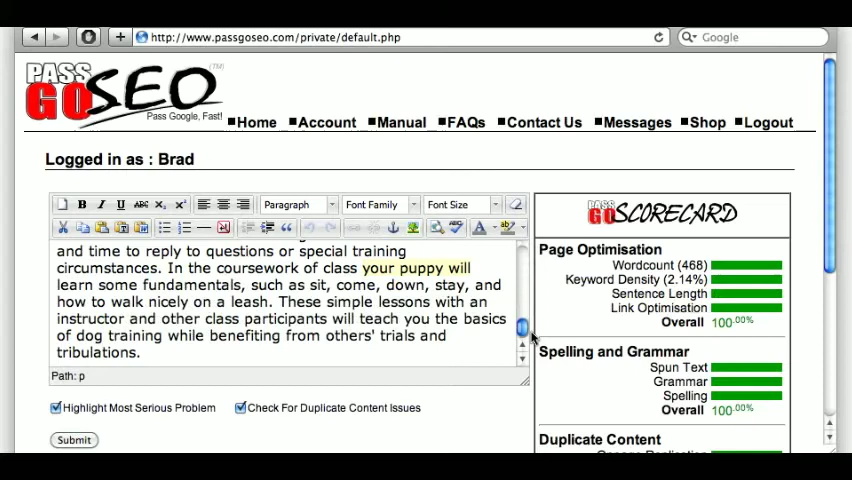 http://www.passgoseo.com/private/default.php
Google
PASS GO SEO (TM)
Pass Google, Fast!
Home Account Manual FAQs Contact Us Messages Shop Logout
Logged in as : Brad
B I U ABC x₂ x² Paragraph Font Family Font Size
and time to reply to questions or special training
circumstances. In the coursework of class your puppy will
learn some fundamentals, such as sit, come, down, stay, and
how to walk nicely on a leash. These simple lessons with an
instructor and other class participants will teach you the basics
of dog training while benefiting from others' trials and
tribulations.
Path: p
Highlight Most Serious Problem Check For Duplicate Content Issues
Submit
PASS GO SCORECARD
Page Optimisation
Wordcount (468)
Keyword Density (2.14%)
Sentence Length
Link Optimisation
Overall 100.00%
Spelling and Grammar
Spun Text
Grammar
Spelling
Overall 100.00%
Duplicate Content